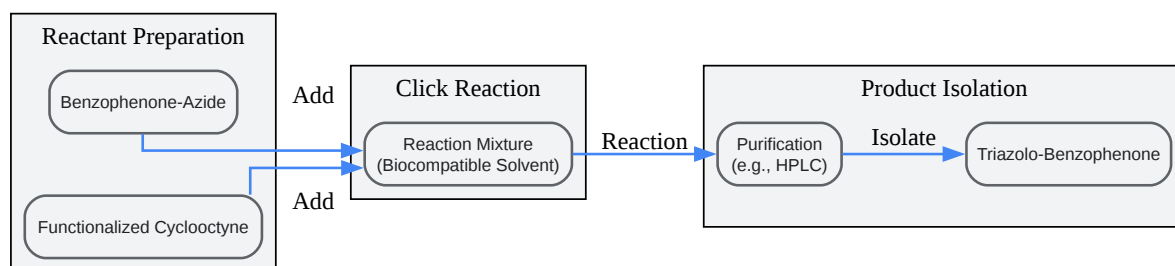 Reactant Preparation
Benzophenone-Azide
Functionalized Cyclooctyne
Add
Add
Click Reaction
Reaction Mixture
(Biocompatible Solvent)
Reaction
Product Isolation
Purification
(e.g., HPLC)
Isolate
Triazolo-Benzophenone